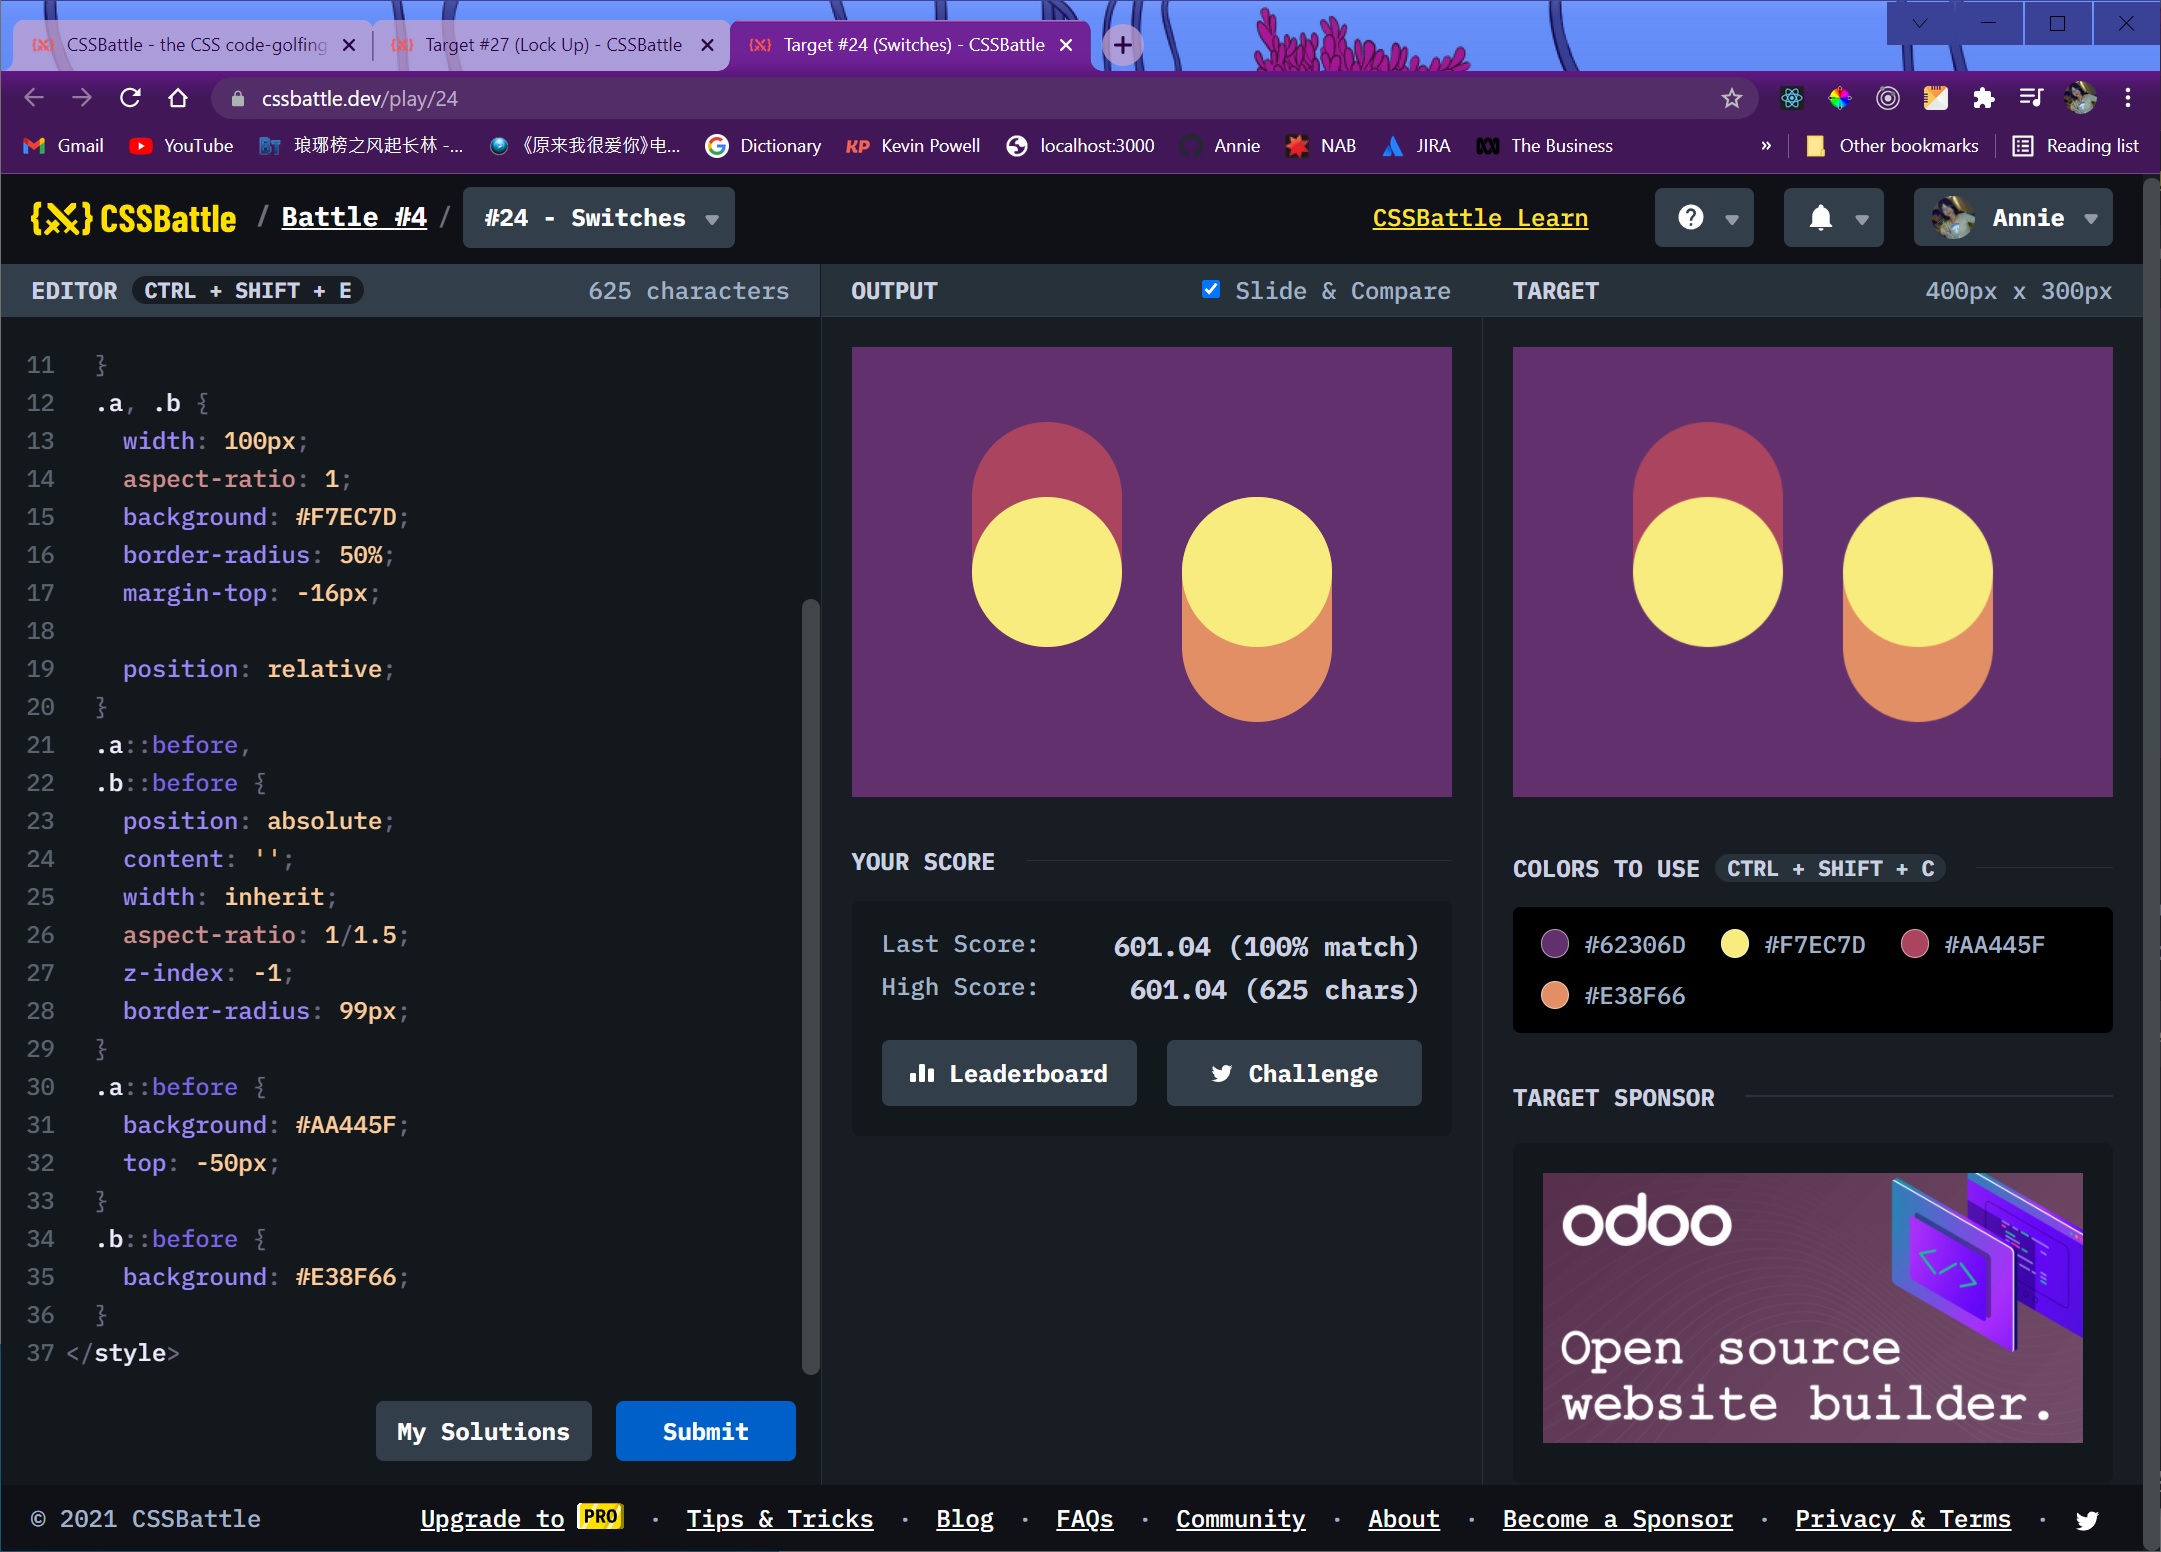 CSSBattle - the CSS code-golfing
Target #27 (Lock Up) - CSSBattle
Target #24 (Switches) - CSSBattle
cssbattle.dev/play/24
Gmail
YouTube
琅琊榜之风起长林 -...
《原来我很爱你》电...
Dictionary
KP Kevin Powell
localhost:3000
Annie
NAB
JIRA
The Business
»
Other bookmarks
Reading list
{X} CSSBattle / Battle #4 / #24 - Switches
CSSBattle Learn
Annie
EDITOR CTRL + SHIFT + E 625 characters
OUTPUT Slide & Compare
TARGET 400px x 300px
11 }
12 .a, .b {
13 width: 100px;
14 aspect-ratio: 1;
15 background: #F7EC7D;
16 border-radius: 50%;
17 margin-top: -16px;
18
19 position: relative;
20 }
21 .a::before,
22 .b::before {
23 position: absolute;
24 content: '';
25 width: inherit;
26 aspect-ratio: 1/1.5;
27 z-index: -1;
28 border-radius: 99px;
29 }
30 .a::before {
31 background: #AA445F;
32 top: -50px;
33 }
34 .b::before {
35 background: #E38F66;
36 }
37 </style>
My Solutions
Submit
YOUR SCORE
Last Score: 601.04 (100% match)
High Score: 601.04 (625 chars)
Leaderboard
Challenge
COLORS TO USE CTRL + SHIFT + C
#62306D #F7EC7D #AA445F
#E38F66
TARGET SPONSOR
odoo
Open source
website builder.
© 2021 CSSBattle
Upgrade to PRO · Tips & Tricks · Blog · FAQs · Community · About · Become a Sponsor · Privacy & Terms ·